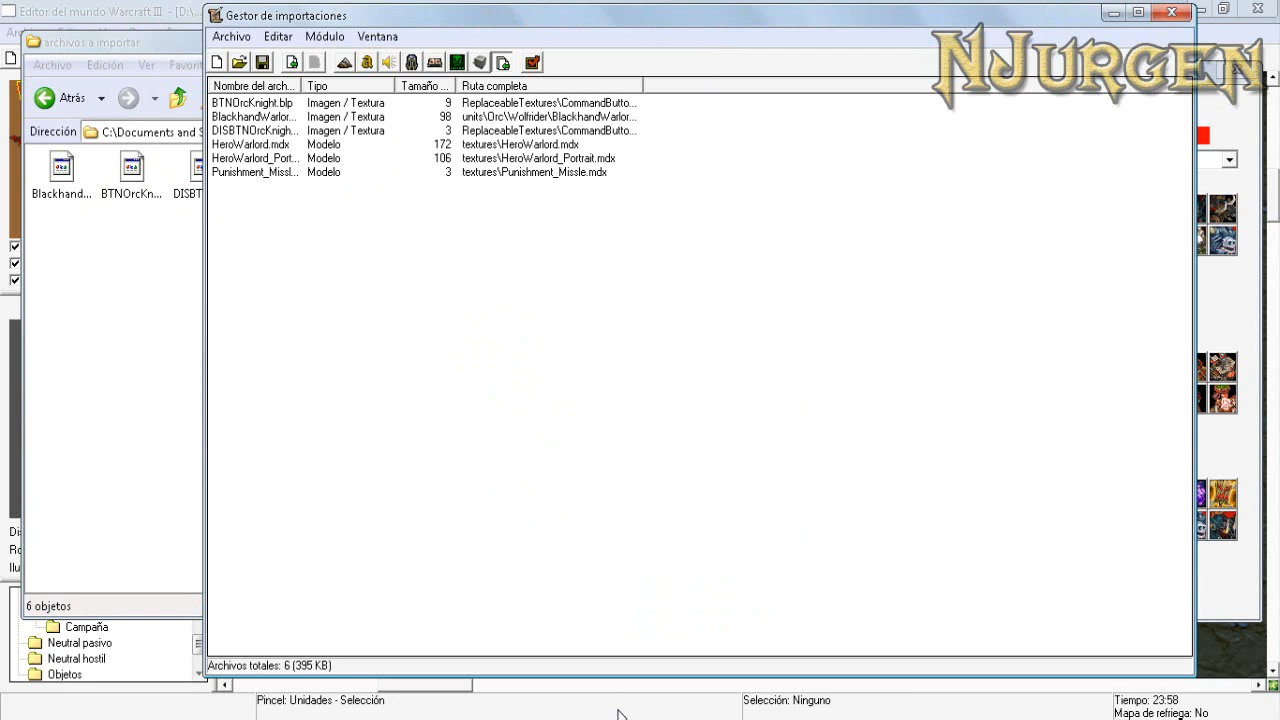 Editor del mundo Warcraft III - [D:\
Gestor de importaciones
NJURGEN
Archivo Editar Módulo Ventana
archivos a importar
Archivo Edición Ver Favorit
Atrás
Dirección C:\Documents and S
Nombre del arch... Tipo Tamaño ... Ruta completa
BTNOrcKnight.blp Imagen / Textura 9 ReplaceableTextures\CommandButto...
BlackhandWarlor... Imagen / Textura 98 units\Orc\Wolfrider\BlackhandWarlor...
DISBTNOrcKnigh... Imagen / Textura 3 ReplaceableTextures\CommandButto...
HeroWarlord.mdx Modelo 172 textures\HeroWarlord.mdx
HeroWarlord_Port... Modelo 106 textures\HeroWarlord_Portrait.mdx
Punishment_Missl... Modelo 3 textures\Punishment_Missle.mdx
Blackhand... BTNOrcKn... DISBT
6 objetos
Campaña
Neutral pasivo
Neutral hostil
Objetos
Archivos totales: 6 (395 KB)
Pincel: Unidades - Selección
Selección: Ninguno
Tiempo: 23:58
Mapa de refriega: No